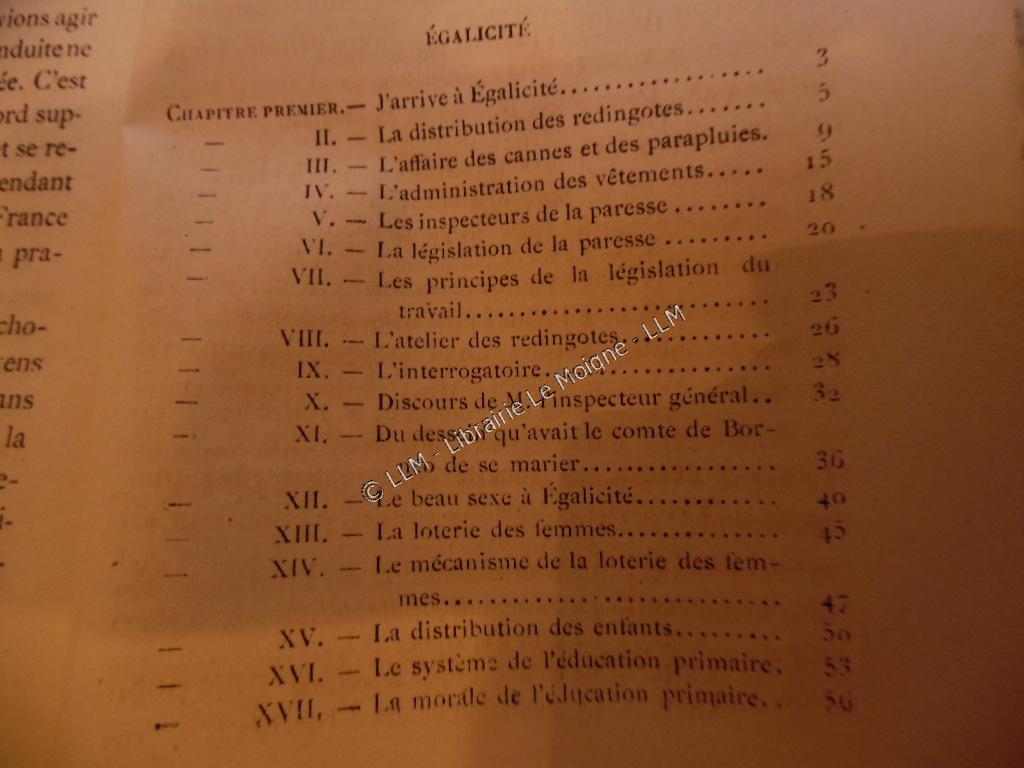 vions agir
nduite ne
ée. C'est
ord sup-
et se re-
endant
France
pra-
cho-
ens
ans
la
e-
i-
ÉGALICITÉ
CHAPITRE PREMIER. — J'arrive à Égalicité.................. 3
— II. — La distribution des redingotes....... 5
— III. — L'affaire des cannes et des parapluies. 9
— IV. — L'administration des vêtements..... 15
— V. — Les inspecteurs de la paresse ........ 18
— VI. — La législation de la paresse ......... 20
— VII. — Les principes de la législation du
travail............................ 23
— VIII. — L'atelier des redingotes............. 26
— IX. — L'interrogatoire.................... 28
— X. — Discours de M. l'inspecteur général.. 32
— XI. — Du dessein qu'avait le comte de Bor-
de se marier................. 36
— XII. — Le beau sexe à Égalicité............ 40
— XIII. — La loterie des femmes.............. 45
— XIV. — Le mécanisme de la loterie des fem-
mes............................. 47
— XV. — La distribution des enfants......... 50
— XVI. — Le système de l'éducation primaire. 53
— XVII. — La morale de l'éducation primaire.. 56
© LLM - Librairie Le Moigne - LLM